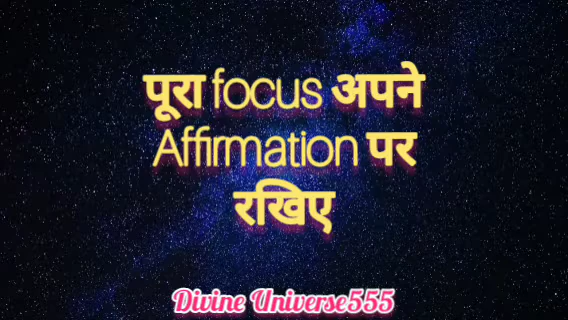 पूरा focus अपने
Affirmation पर
रखिए
Divine Universe555